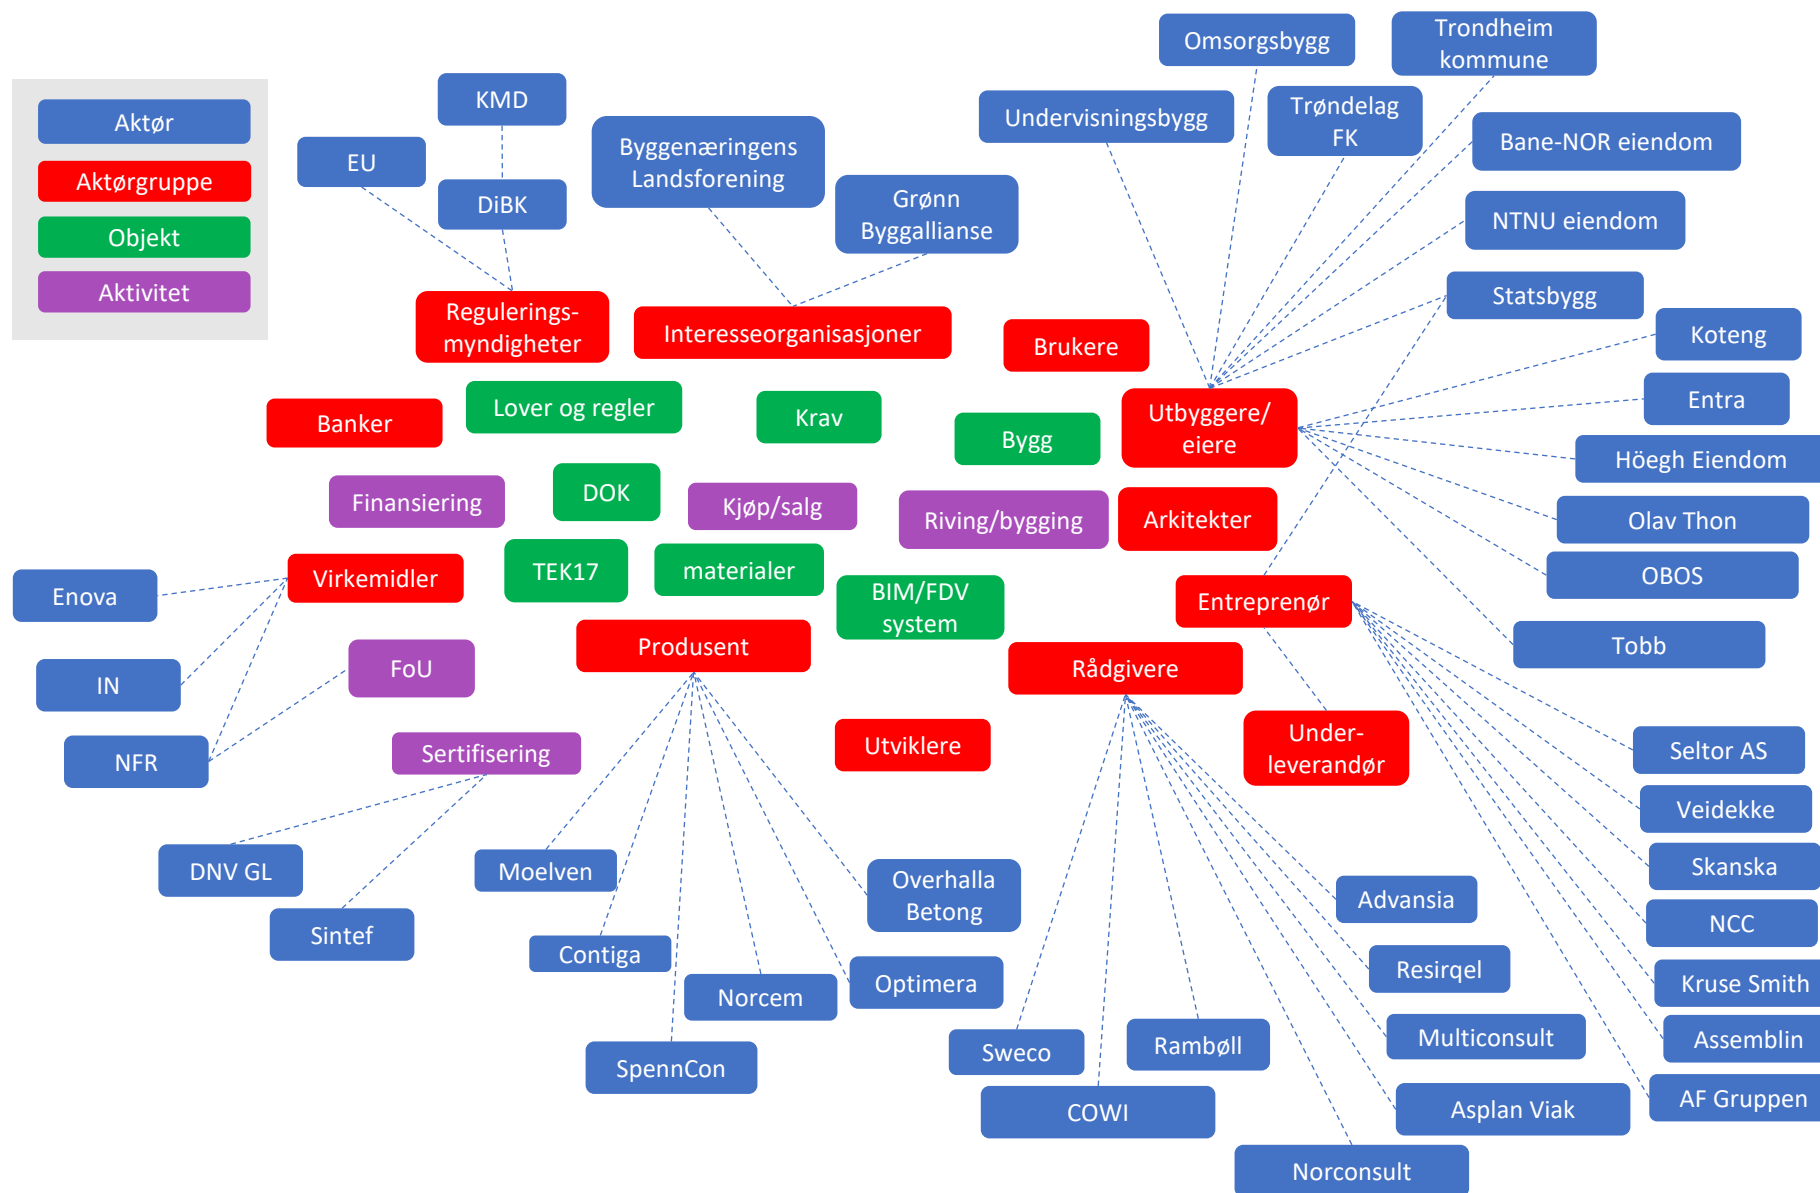 Aktør
Aktørgruppe
Objekt
Aktivitet
KMD
EU
DiBK
Byggenæringens
Landsforening
Grønn
Byggallianse
Undervisningsbygg
Omsorgsbygg
Trøndelag
FK
Trondheim
kommune
Bane-NOR eiendom
NTNU eiendom
Statsbygg
Koteng
Entra
Höegh Eiendom
Olav Thon
OBOS
Tobb
Regulerings-
myndigheter
Interesseorganisasjoner
Brukere
Utbyggere/
eiere
Banker
Lover og regler
Krav
Bygg
Finansiering
DOK
Kjøp/salg
Riving/bygging
Arkitekter
Virkemidler
TEK17
materialer
BIM/FDV
system
Entreprenør
Enova
IN
NFR
FoU
Produsent
Rådgivere
Sertifisering
Utviklere
Under-
leverandør
DNV GL
Sintef
Moelven
Contiga
SpennCon
Norcem
Optimera
Overhalla
Betong
Sweco
COWI
Rambøll
Norconsult
Asplan Viak
Multiconsult
Resirqel
Advansia
Seltor AS
Veidekke
Skanska
NCC
Kruse Smith
Assemblin
AF Gruppen